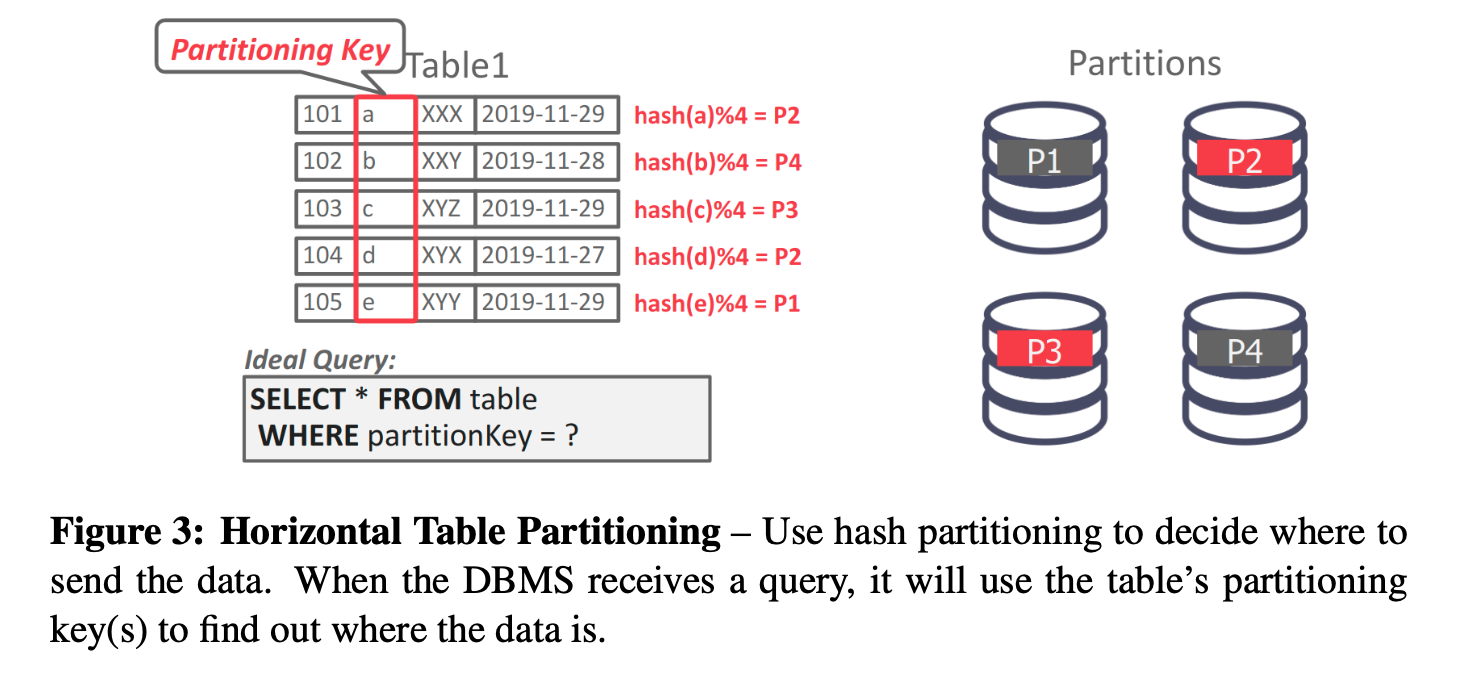 Partitioning Key
Table1
101 a XXX 2019-11-29 hash(a)%4 = P2
102 b XXY 2019-11-28 hash(b)%4 = P4
103 c XYZ 2019-11-29 hash(c)%4 = P3
104 d XYX 2019-11-27 hash(d)%4 = P2
105 e XYY 2019-11-29 hash(e)%4 = P1
Ideal Query:
SELECT * FROM table
WHERE partitionKey = ?
Partitions
P1 P2
P3 P4
Figure 3: Horizontal Table Partitioning – Use hash partitioning to decide where to
send the data. When the DBMS receives a query, it will use the table’s partitioning
key(s) to find out where the data is.